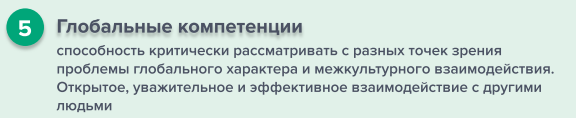 5 Глобальные компетенции
способность критически рассматривать с разных точек зрения
проблемы глобального характера и межкультурного взаимодействия.
Открытое, уважительное и эффективное взаимодействие с другими
людьми